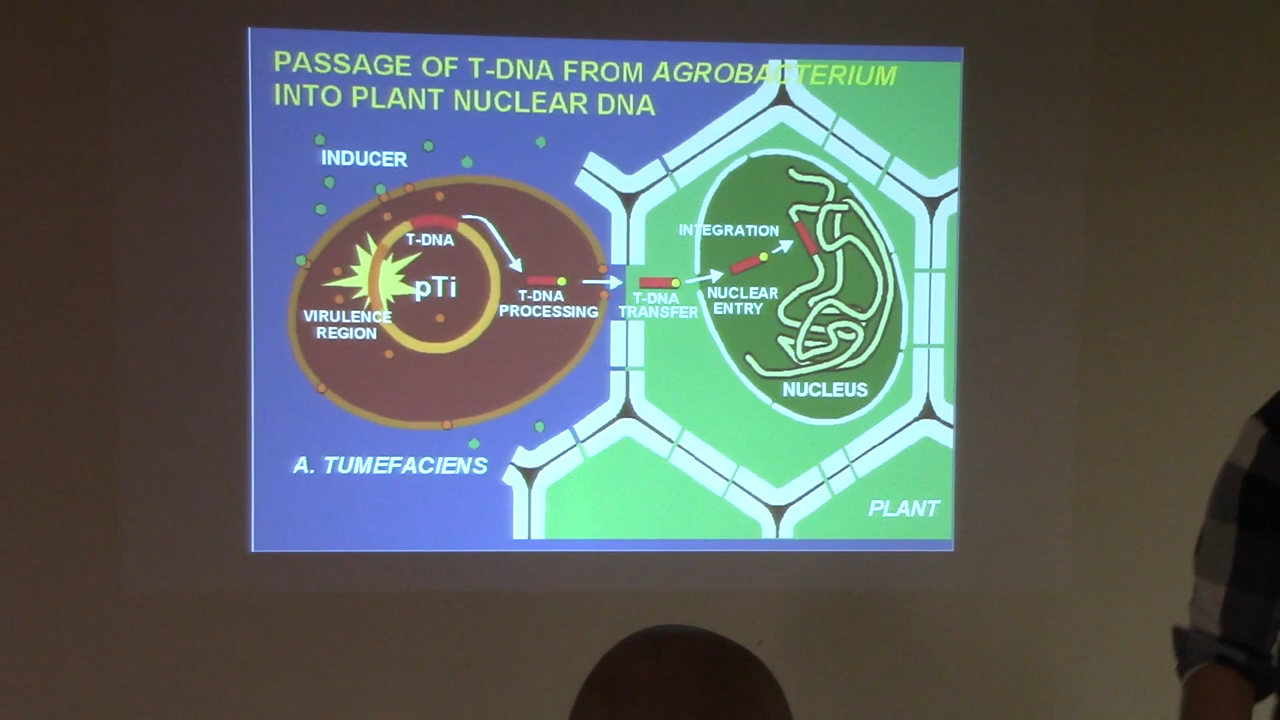 PASSAGE OF T-DNA FROM AGROBACTERIUM
INTO PLANT NUCLEAR DNA
INDUCER
T-DNA
pTi
VIRULENCE
REGION
T-DNA
PROCESSING
T-DNA
TRANSFER
INTEGRATION
NUCLEAR
ENTRY
NUCLEUS
A. TUMEFACIENS
PLANT